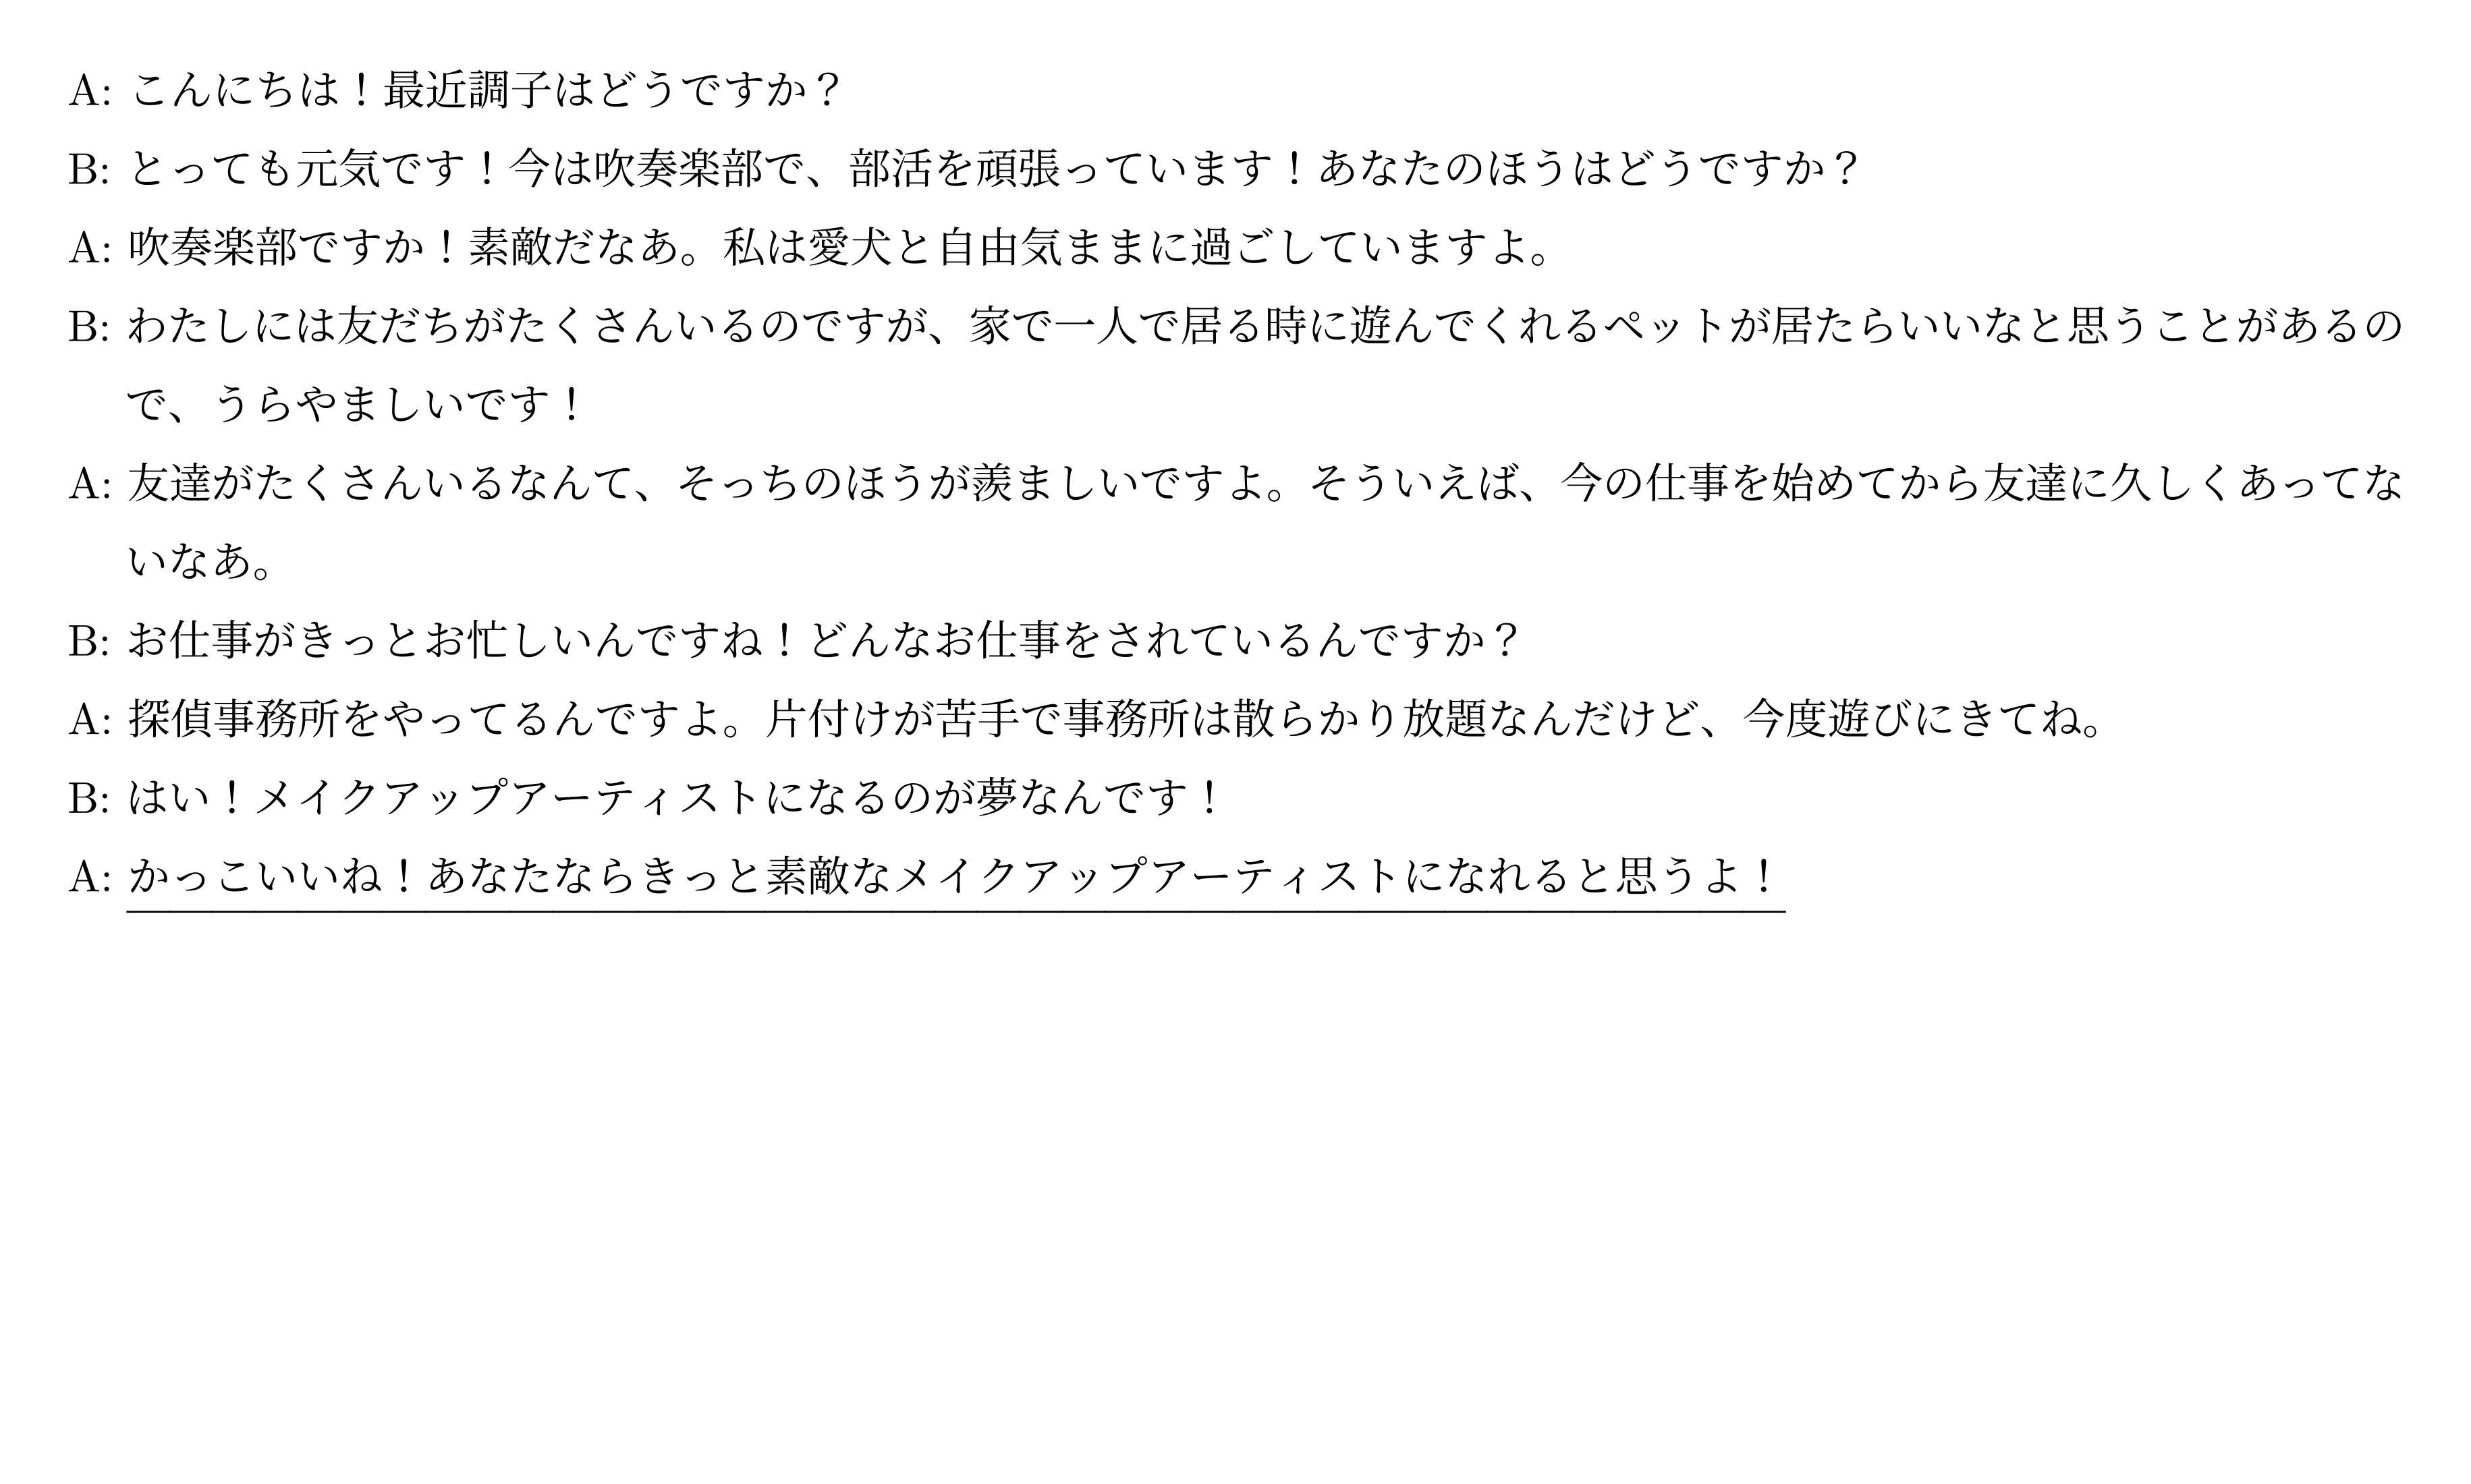 A: こんにちは！最近調子はどうですか？
B: とっても元気です！今は吹奏楽部で、部活を頑張っています！あなたのほうはどうですか？
A: 吹奏楽部ですか！素敵だなあ。私は愛犬と自由気ままに過ごしていますよ。
B: わたしには友だちがたくさんいるのですが、家で一人で居る時に遊んでくれるペットが居たらいいなと思うことがあるの
で、うらやましいです！
A: 友達がたくさんいるなんて、そっちのほうが羨ましいですよ。そういえば、今の仕事を始めてから友達に久しくあってな
いなあ。
B: お仕事がきっとお忙しいんですね！どんなお仕事をされているんですか？
A: 探偵事務所をやってるんですよ。片付けが苦手で事務所は散らかり放題なんだけど、今度遊びにきてね。
B: はい！メイクアップアーティストになるのが夢なんです！
A: かっこいいね！あなたならきっと素敵なメイクアップアーティストになれると思うよ！